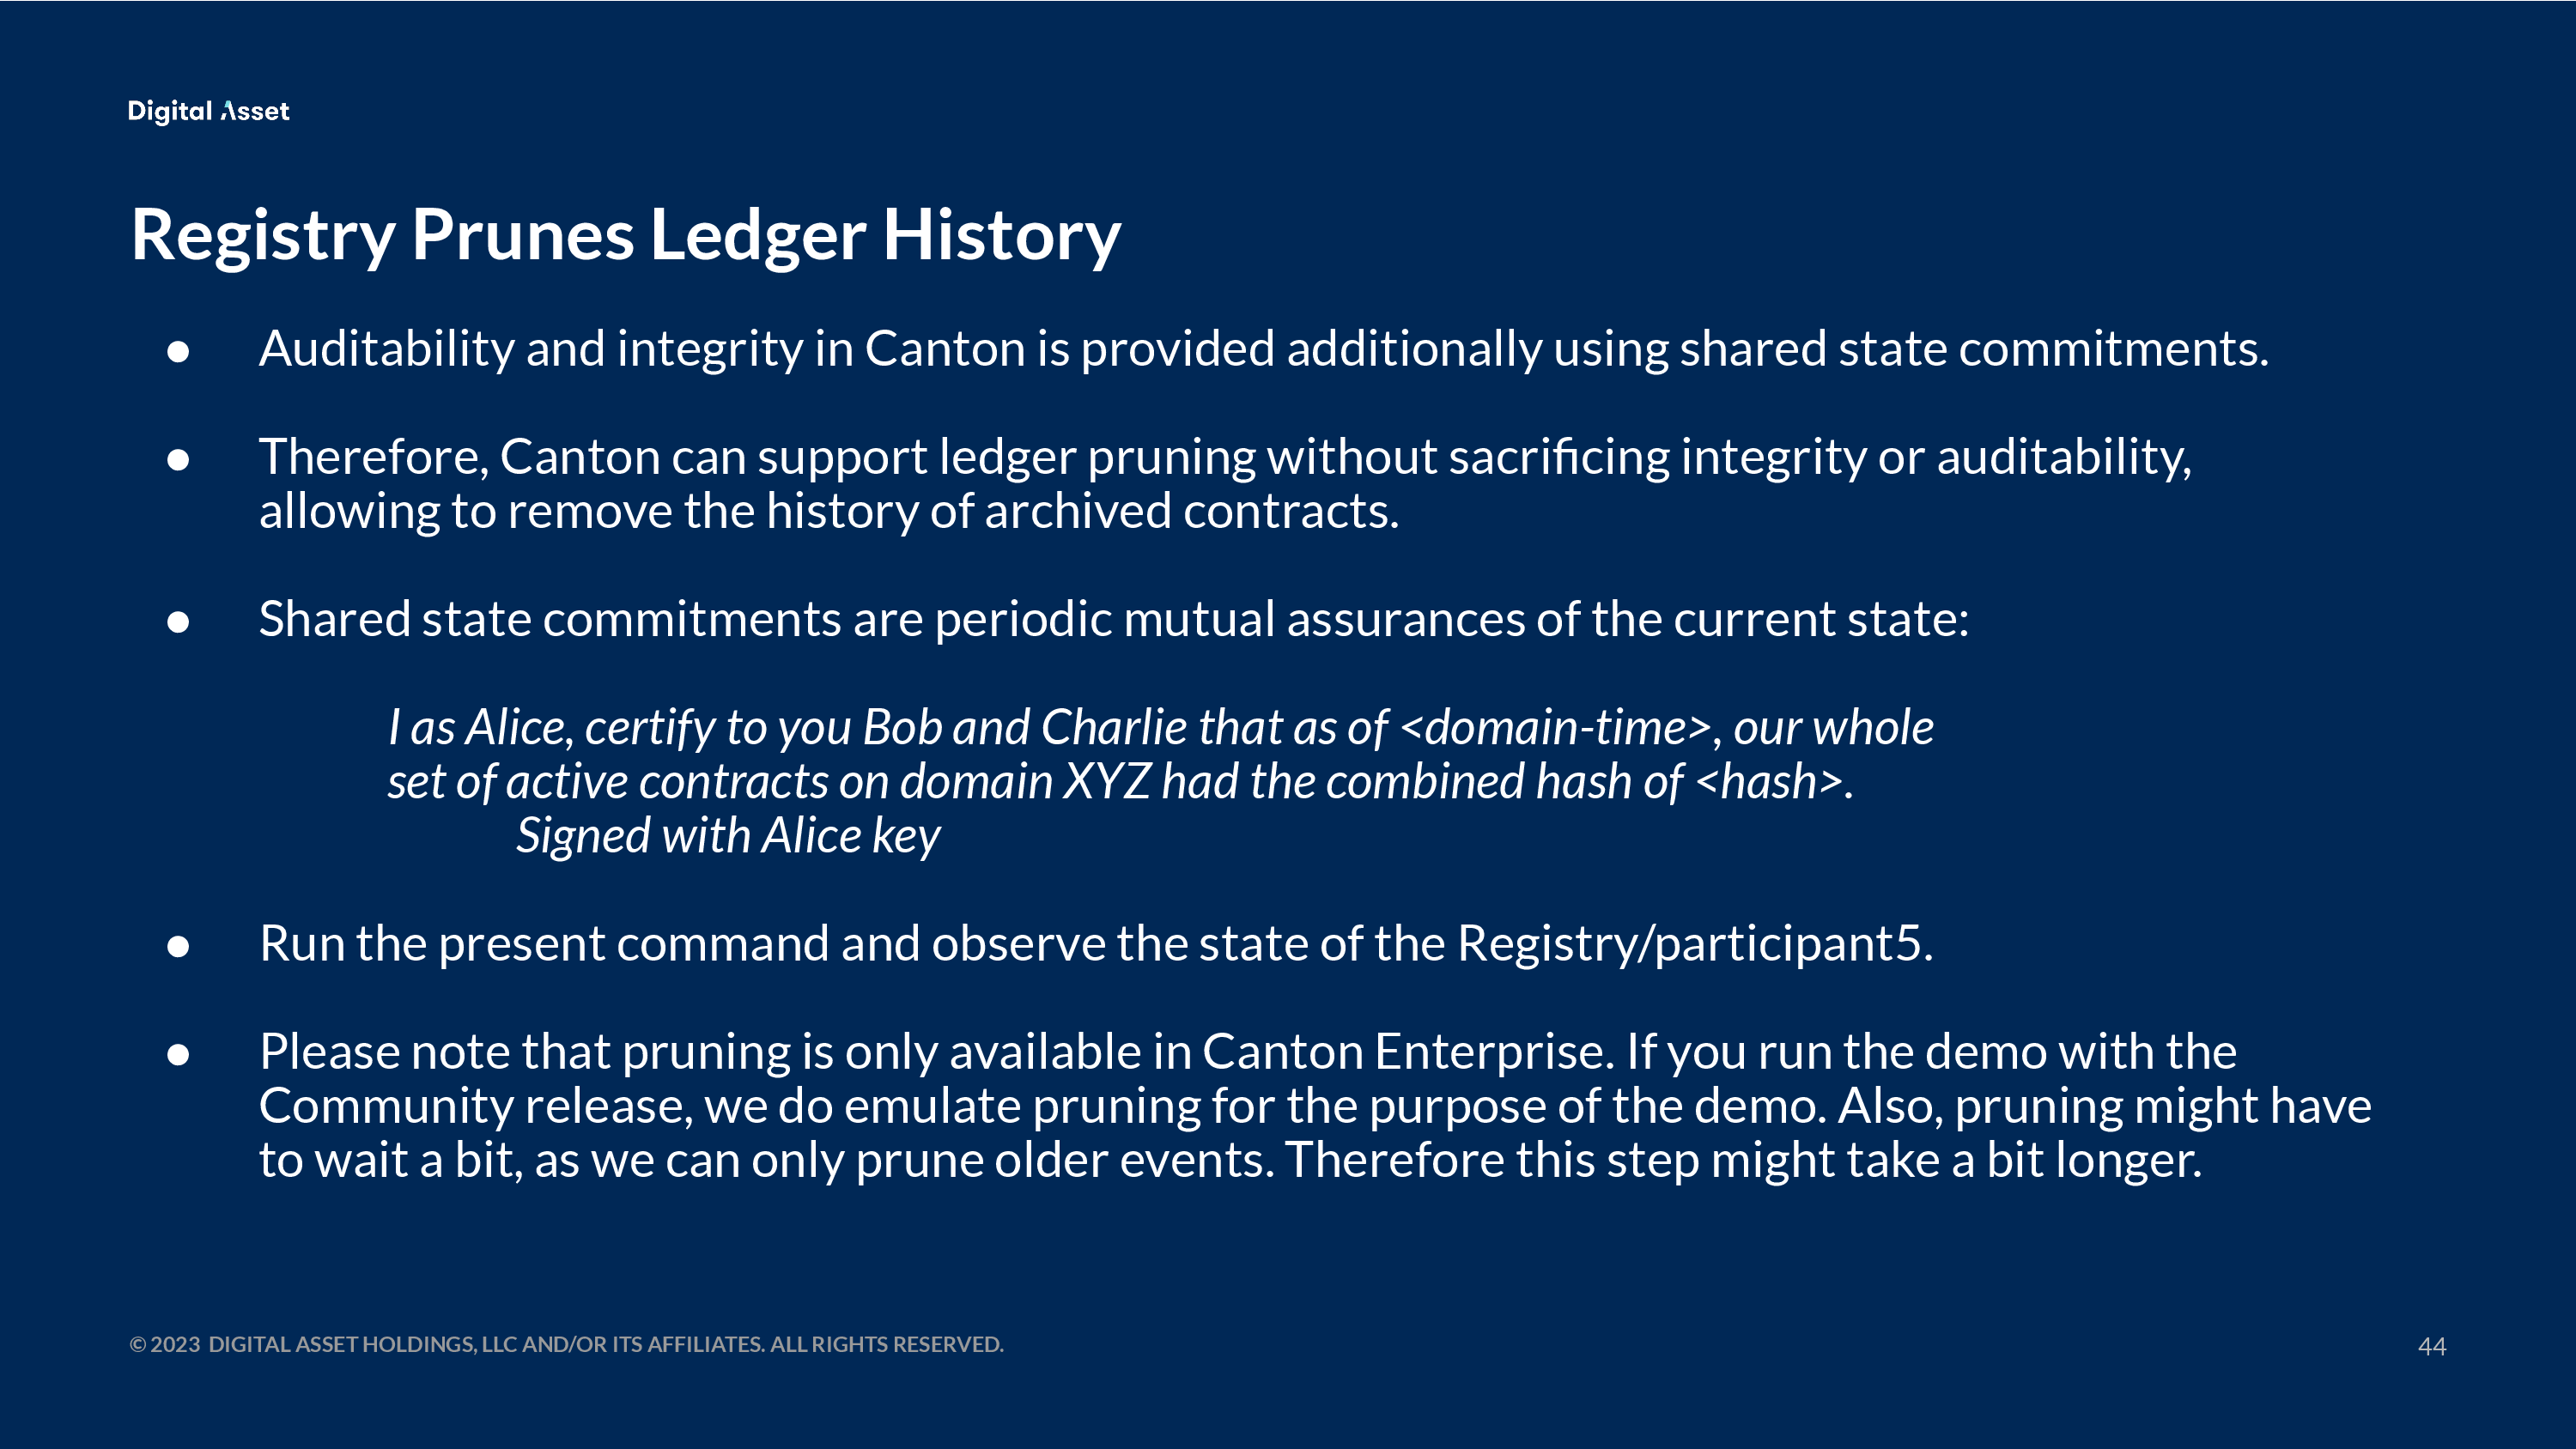 Digital Asset
Registry Prunes Ledger History
● Auditability and integrity in Canton is provided additionally using shared state commitments.
● Therefore, Canton can support ledger pruning without sacrificing integrity or auditability,
allowing to remove the history of archived contracts.
● Shared state commitments are periodic mutual assurances of the current state:
I as Alice, certify to you Bob and Charlie that as of <domain-time>, our whole
set of active contracts on domain XYZ had the combined hash of <hash>.
Signed with Alice key
● Run the present command and observe the state of the Registry/participant5.
● Please note that pruning is only available in Canton Enterprise. If you run the demo with the
Community release, we do emulate pruning for the purpose of the demo. Also, pruning might have
to wait a bit, as we can only prune older events. Therefore this step might take a bit longer.
© 2023 DIGITAL ASSET HOLDINGS, LLC AND/OR ITS AFFILIATES. ALL RIGHTS RESERVED.
44